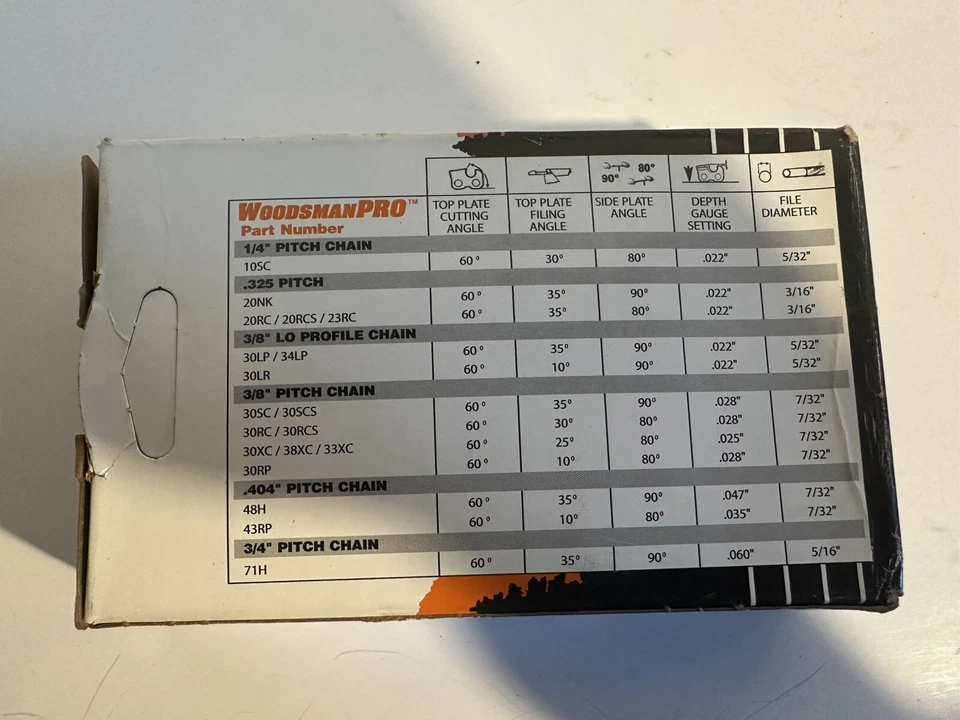 80°
90°
WOODSMANPRO™
Part Number
TOP PLATE CUTTING ANGLE
TOP PLATE FILING ANGLE
SIDE PLATE ANGLE
DEPTH GAUGE SETTING
FILE DIAMETER
1/4" PITCH CHAIN
10SC 60° 30° 80° .022" 5/32"
.325 PITCH
20NK 60° 35° 90° .022" 3/16"
20RC / 20RCS / 23RC 60° 35° 80° .022" 3/16"
3/8" LO PROFILE CHAIN
30LP / 34LP 60° 35° 90° .022" 5/32"
30LR 60° 10° 90° .022" 5/32"
3/8" PITCH CHAIN
30SC / 30SCS 60° 35° 90° .028" 7/32"
30RC / 30RCS 60° 30° 80° .028" 7/32"
30XC / 38XC / 33XC 60° 25° 80° .025" 7/32"
30RP 60° 10° 80° .028" 7/32"
.404" PITCH CHAIN
48H 60° 35° 90° .047" 7/32"
43RP 60° 10° 80° .035" 7/32"
3/4" PITCH CHAIN
71H 60° 35° 90° .060" 5/16"